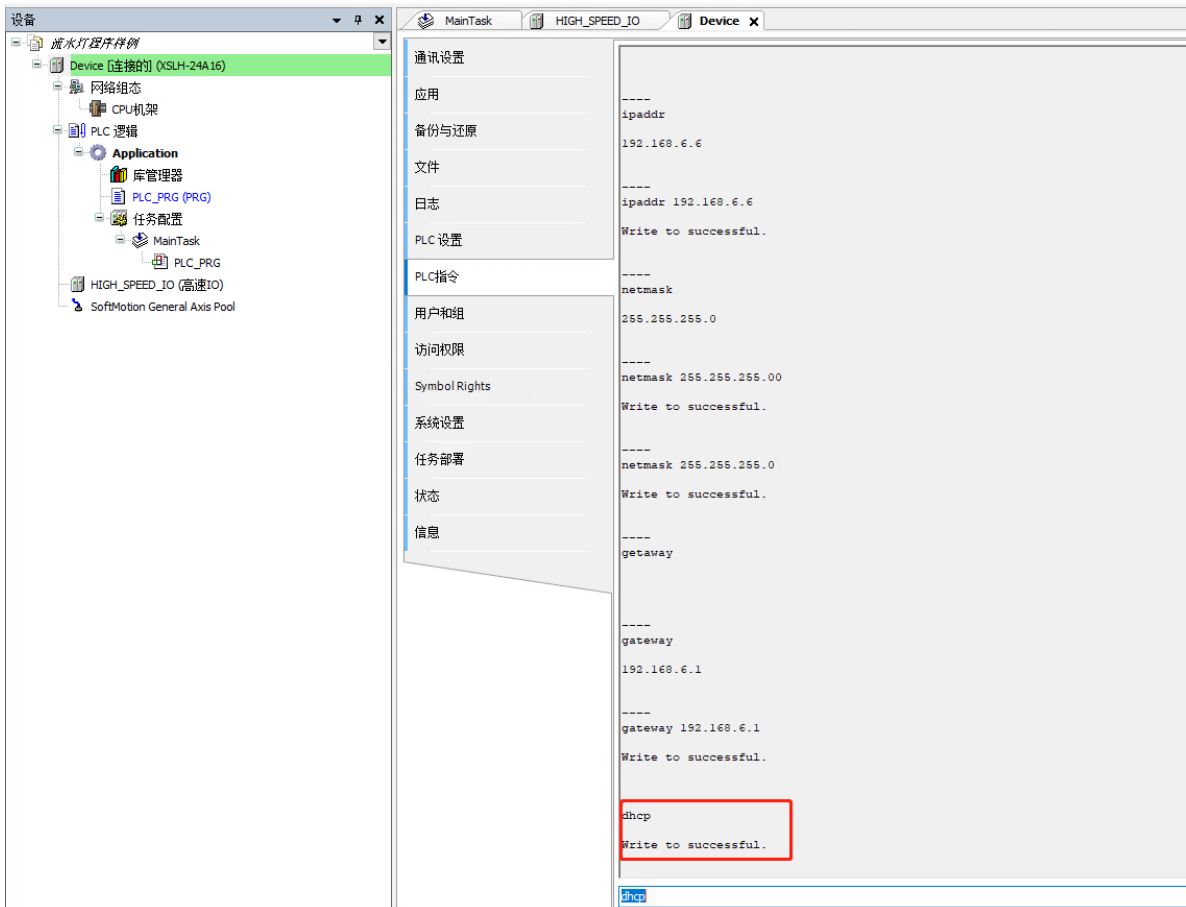 设备
流水灯程序样例
Device [连接的] (XSLH-24A16)
网络组态
CPU机架
PLC 逻辑
Application
库管理器
PLC_PRG (PRG)
任务配置
MainTask
PLC_PRG
HIGH_SPEED_IO (高速IO)
SoftMotion General Axis Pool
MainTask
HIGH_SPEED_IO
Device
通讯设置
应用
备份与还原
文件
日志
PLC 设置
PLC指令
用户和组
访问权限
Symbol Rights
系统设置
任务部署
状态
信息
----
ipaddr
192.168.6.6
----
ipaddr 192.168.6.6
Write to successful.
----
netmask
255.255.255.0
----
netmask 255.255.255.00
Write to successful.
----
netmask 255.255.255.0
Write to successful.
----
getaway
----
gateway
192.168.6.1
----
gateway 192.168.6.1
Write to successful.
dhcp
Write to successful.
dhcp